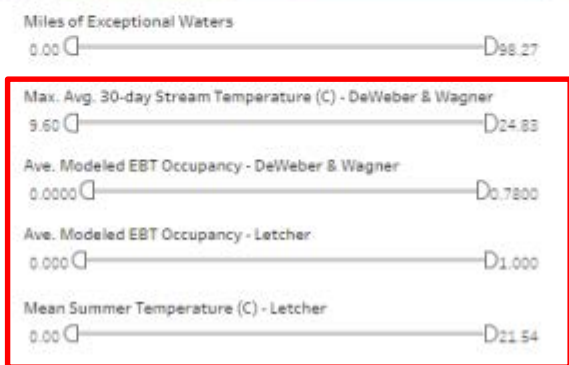 Miles of Exceptional Waters
0.00 98.27
Max. Avg. 30-day Stream Temperature (C) - DeWeber & Wagner
9.60 24.83
Ave. Modeled EBT Occupancy - DeWeber & Wagner
0.0000 0.7800
Ave. Modeled EBT Occupancy - Letcher
0.000 1.000
Mean Summer Temperature (C) - Letcher
0.00 21.54